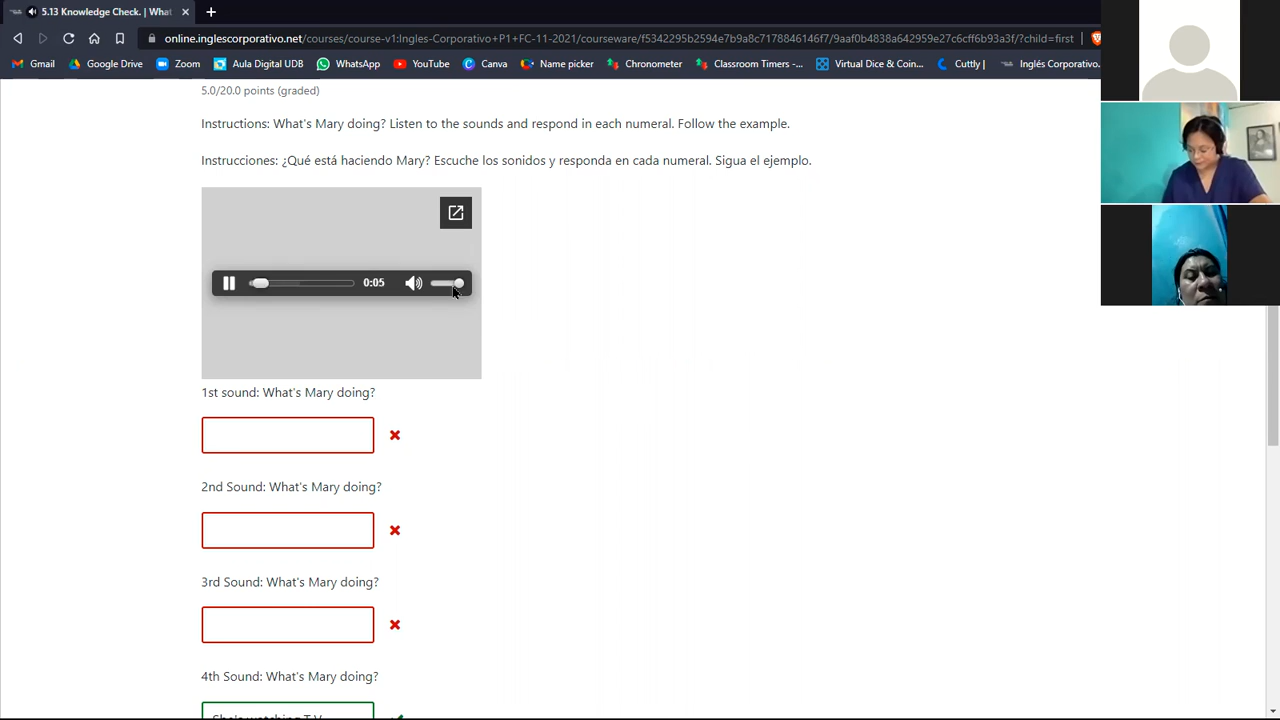 5.13 Knowledge Check. | What
online.inglescorporativo.net/courses/course-v1:Ingles-Corporativo+P1+FC-11-2021/courseware/f5342295b2594e7b9a8c7178846146f7/9aaf0b4838a642959e27c6cff6b93a3f/?child=first
Gmail Google Drive Zoom Aula Digital UDB WhatsApp YouTube Canva None picker Chronometer Classroom Timers -... Virtual Dice & Coin... Cuttly | Inglés Corporativo.
5.0/20.0 points (graded)
Instructions: What's Mary doing? Listen to the sounds and respond in each numeral. Follow the example.
Instrucciones: ¿Qué está haciendo Mary? Escuche los sonidos y responda en cada numeral. Sigua el ejemplo.
0:05
1st sound: What's Mary doing?
2nd Sound: What's Mary doing?
3rd Sound: What's Mary doing?
4th Sound: What's Mary doing?
She's watching T.V.